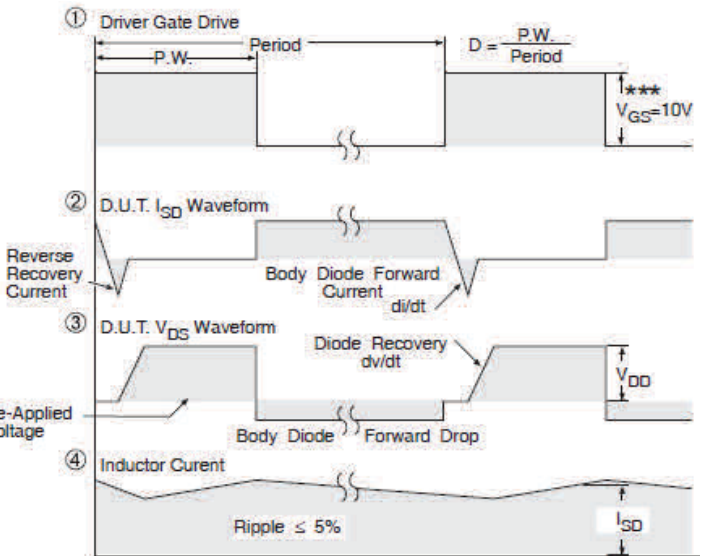 ① Driver Gate Drive
P.W.
Period
D = P.W.
Period
***
VGS=10V
② D.U.T. ISD Waveform
Reverse
Recovery
Current
Body Diode Forward
Current
di/dt
③ D.U.T. VDS Waveform
Diode Recovery
dv/dt
VDD
e-Applied
oltage
Body Diode Forward Drop
④ Inductor Curent
Ripple ≤ 5%
ISD